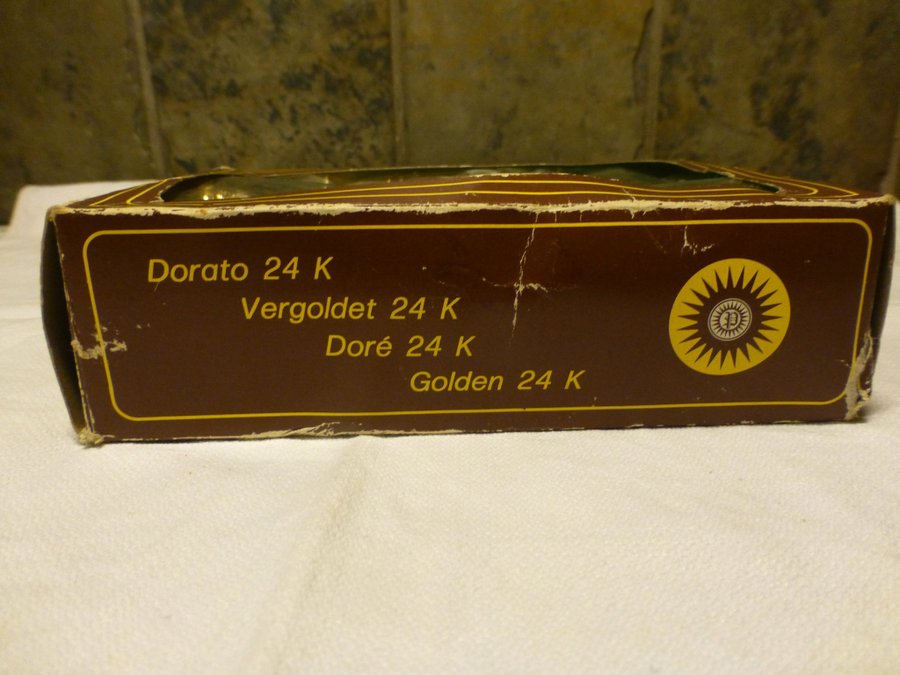 Dorato 24 K
Vergoldet 24 K
Doré 24 K
Golden 24 K
P